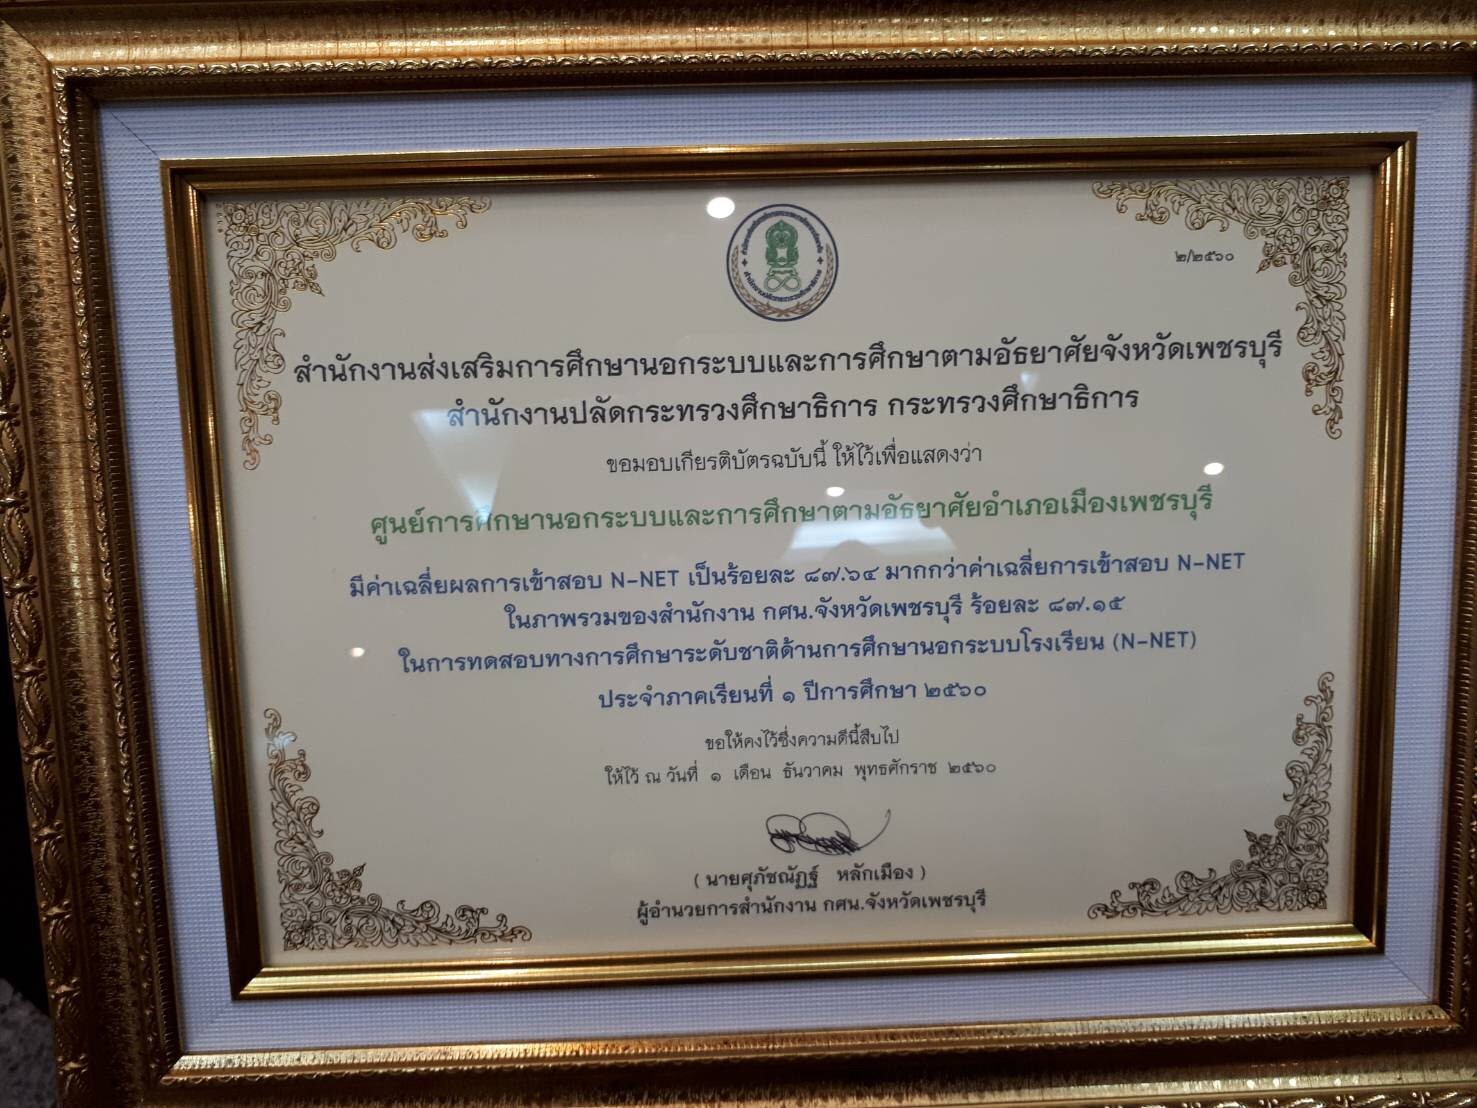 ๒/๒๕๖๐
สำนักงานส่งเสริมการศึกษานอกระบบและการศึกษาตามอัธยาศัยจังหวัดเพชรบุรี
สำนักงานปลัดกระทรวงศึกษาธิการ กระทรวงศึกษาธิการ
ขอมอบเกียรติบัตรฉบับนี้ ให้ไว้เพื่อแสดงว่า
ศูนย์การศึกษานอกระบบและการศึกษาตามอัธยาศัยอำเภอเมืองเพชรบุรี
มีค่าเฉลี่ยผลการเข้าสอบ N-NET เป็นร้อยละ ๘๗.๖๔ มากกว่าค่าเฉลี่ยการเข้าสอบ N-NET
ในภาพรวมของสำนักงาน กศน.จังหวัดเพชรบุรี ร้อยละ ๘๗.๑๕
ในการทดสอบทางการศึกษาระดับชาติด้านการศึกษานอกระบบโรงเรียน (N-NET)
ประจำภาคเรียนที่ ๑ ปีการศึกษา ๒๕๖๐
ขอให้คงไว้ซึ่งความดีนี้สืบไป
ให้ไว้ ณ วันที่ ๑ เดือน ธันวาคม พุทธศักราช ๒๕๖๐
( นายศุภัชณัฏฐ์ หลักเมือง )
ผู้อำนวยการสำนักงาน กศน.จังหวัดเพชรบุรี